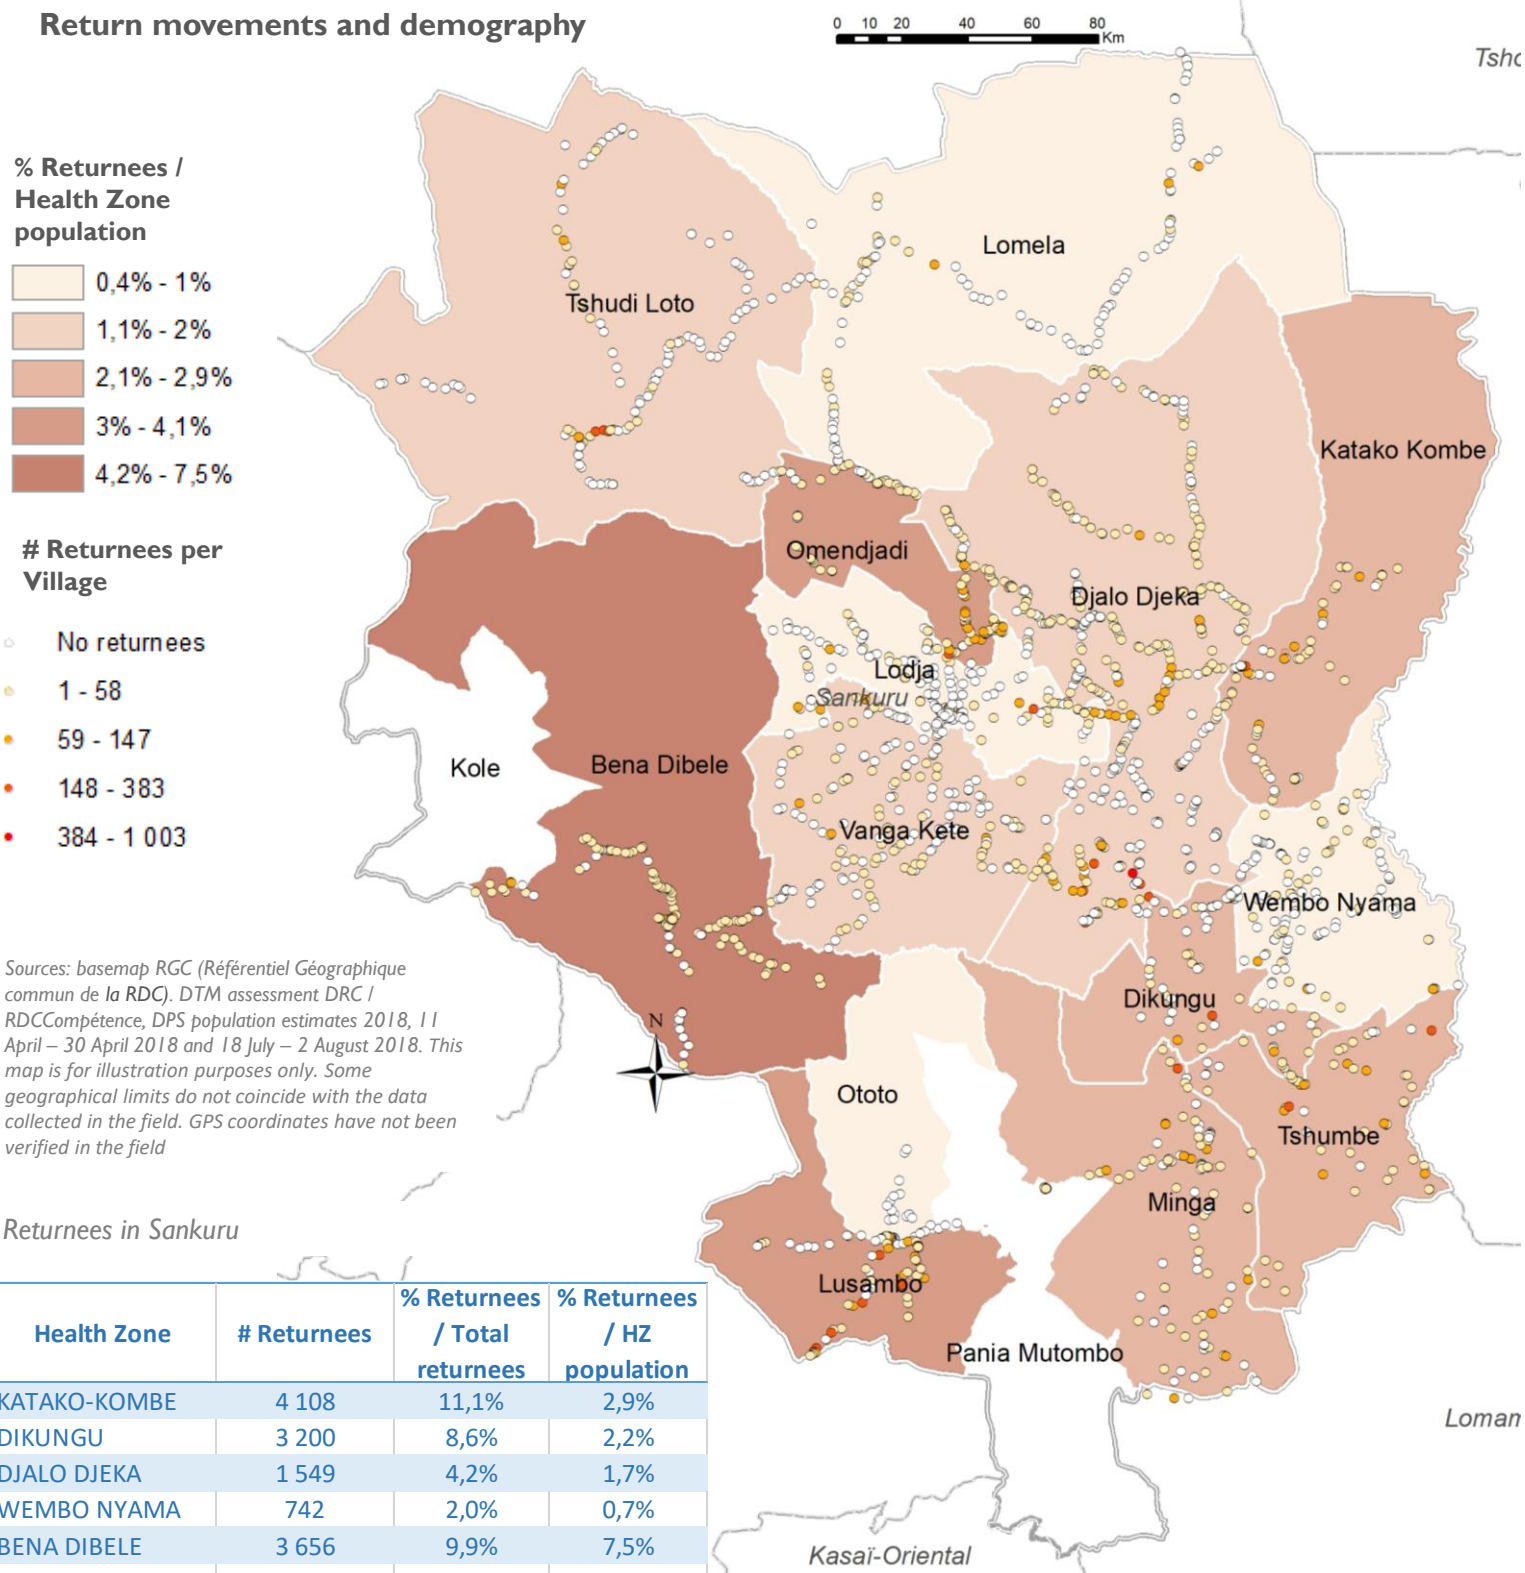 Return movements and demography
0 10 20 40 60 80
Km
% Returnees /
Health Zone
population
0,4% - 1%
1,1% - 2%
2,1% - 2,9%
3% - 4,1%
4,2% - 7,5%
# Returnees per
Village
No returnees
1 - 58
59 - 147
148 - 383
384 - 1 003
Lomela
Tshudi Loto
Katako Kombe
Omendjadi
Djalo Djeka
Lodja
Sankuru
Kole
Bena Dibele
Vanga Kete
Wembo Nyama
Dikungu
Ototo
Tshumbe
Minga
Lusambo
Pania Mutombo
Kasaï-Oriental
N
Sources: basemap RGC (Référentiel Géographique
commun de la RDC). DTM assessment DRC /
RDCCompétence, DPS population estimates 2018, 11
April – 30 April 2018 and 18 July – 2 August 2018. This
map is for illustration purposes only. Some
geographical limits do not coincide with the data
collected in the field. GPS coordinates have not been
verified in the field
Returnees in Sankuru
Health Zone # Returnees % Returnees / Total returnees % Returnees / HZ population
KATAKO-KOMBE 4 108 11,1% 2,9%
DIKUNGU 3 200 8,6% 2,2%
DJALO DJEKA 1 549 4,2% 1,7%
WEMBO NYAMA 742 2,0% 0,7%
BENA DIBELE 3 656 9,9% 7,5%